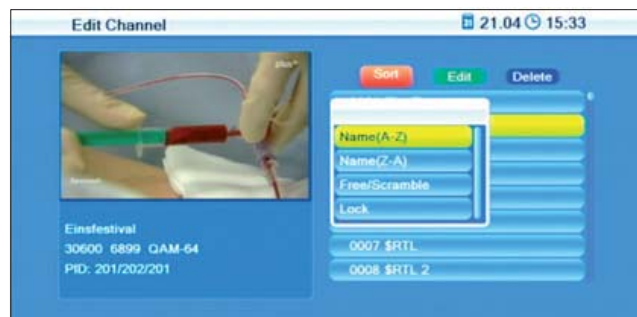 Edit Channel
21.04 15:33
plus+
Sort Edit Delete
Name(A-Z)
Name(Z-A)
Free/Scramble
Lock
Einsfestival
30600 6899 QAM-64
PID: 201/202/201
0007 $RTL
0008 $RTL 2